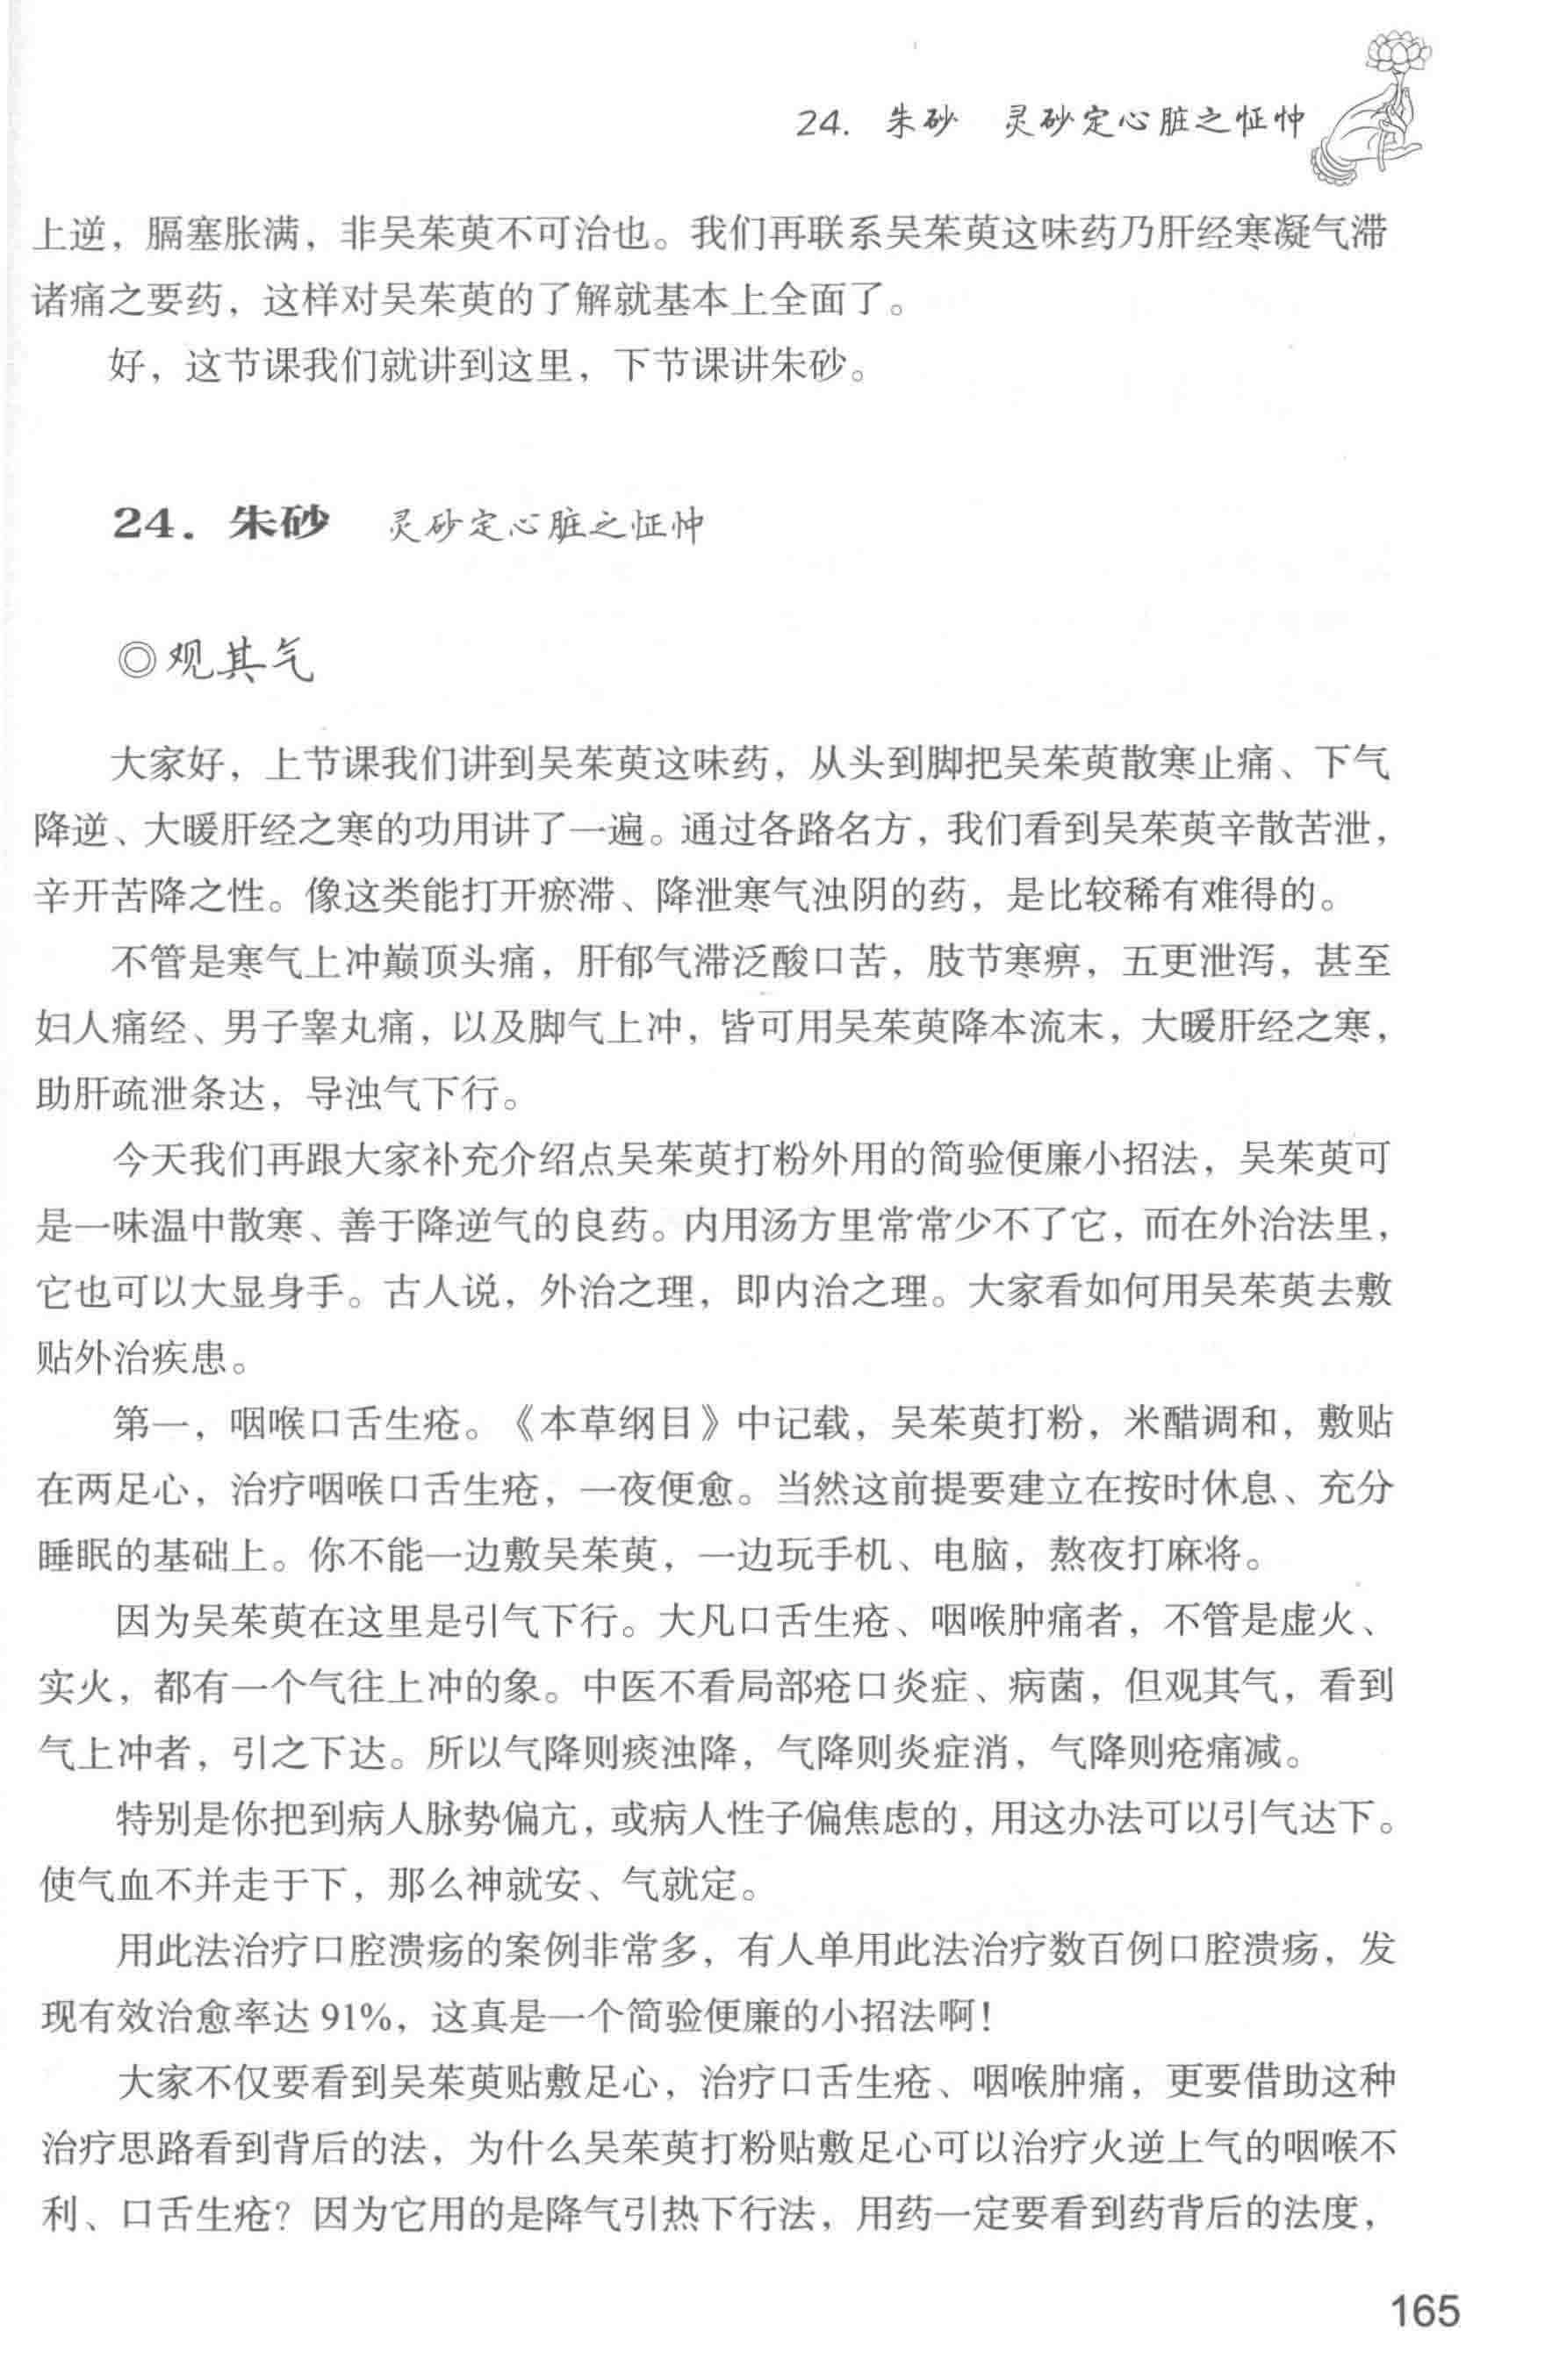 24. 朱砂　灵砂定心脏之怔忡
上逆，膈塞胀满，非吴茱萸不可治也。我们再联系吴茱萸这味药乃肝经寒凝气滞
诸痛之要药，这样对吴茱萸的了解就基本上全面了。
好，这节课我们就讲到这里，下节课讲朱砂。
24. 朱砂　灵砂定心脏之怔忡
◎观其气
大家好，上节课我们讲到吴茱萸这味药，从头到脚把吴茱萸散寒止痛、下气
降逆、大暖肝经之寒的功用讲了一遍。通过各路名方，我们看到吴茱萸辛散苦泄，
辛开苦降之性。像这类能打开瘀滞、降泄寒气浊阴的药，是比较稀有难得的。
不管是寒气上冲巅顶头痛，肝郁气滞泛酸口苦，肢节寒痹，五更泄泻，甚至
妇人痛经、男子睾丸痛，以及脚气上冲，皆可用吴茱萸降本流末，大暖肝经之寒，
助肝疏泄条达，导浊气下行。
今天我们再跟大家补充介绍点吴茱萸打粉外用的简验便廉小招法，吴茱萸可
是一味温中散寒、善于降逆气的良药。内用汤方里常常少不了它，而在外治法里，
它也可以大显身手。古人说，外治之理，即内治之理。大家看如何用吴茱萸去敷
贴外治疾患。
第一，咽喉口舌生疮。《本草纲目》中记载，吴茱萸打粉，米醋调和，敷贴
在两足心，治疗咽喉口舌生疮，一夜便愈。当然这前提要建立在按时休息、充分
睡眠的基础上。你不能一边敷吴茱萸，一边玩手机、电脑，熬夜打麻将。
因为吴茱萸在这里是引气下行。大凡口舌生疮、咽喉肿痛者，不管是虚火、
实火，都有一个气往上冲的象。中医不看局部疮口炎症、病菌，但观其气，看到
气上冲者，引之下达。所以气降则痰浊降，气降则炎症消，气降则疮痛减。
特别是你把到病人脉势偏亢，或病人性子偏焦虑的，用这办法可以引气达下。
使气血不并走于下，那么神就安、气就定。
用此法治疗口腔溃疡的案例非常多，有人单用此法治疗数百例口腔溃疡，发
现有效治愈率达 91%，这真是一个简验便廉的小招法啊！
大家不仅要看到吴茱萸贴敷足心，治疗口舌生疮、咽喉肿痛，更要借助这种
治疗思路看到背后的法，为什么吴茱萸打粉贴敷足心可以治疗火逆上气的咽喉不
利、口舌生疮？因为它用的是降气引热下行法，用药一定要看到药背后的法度，
165